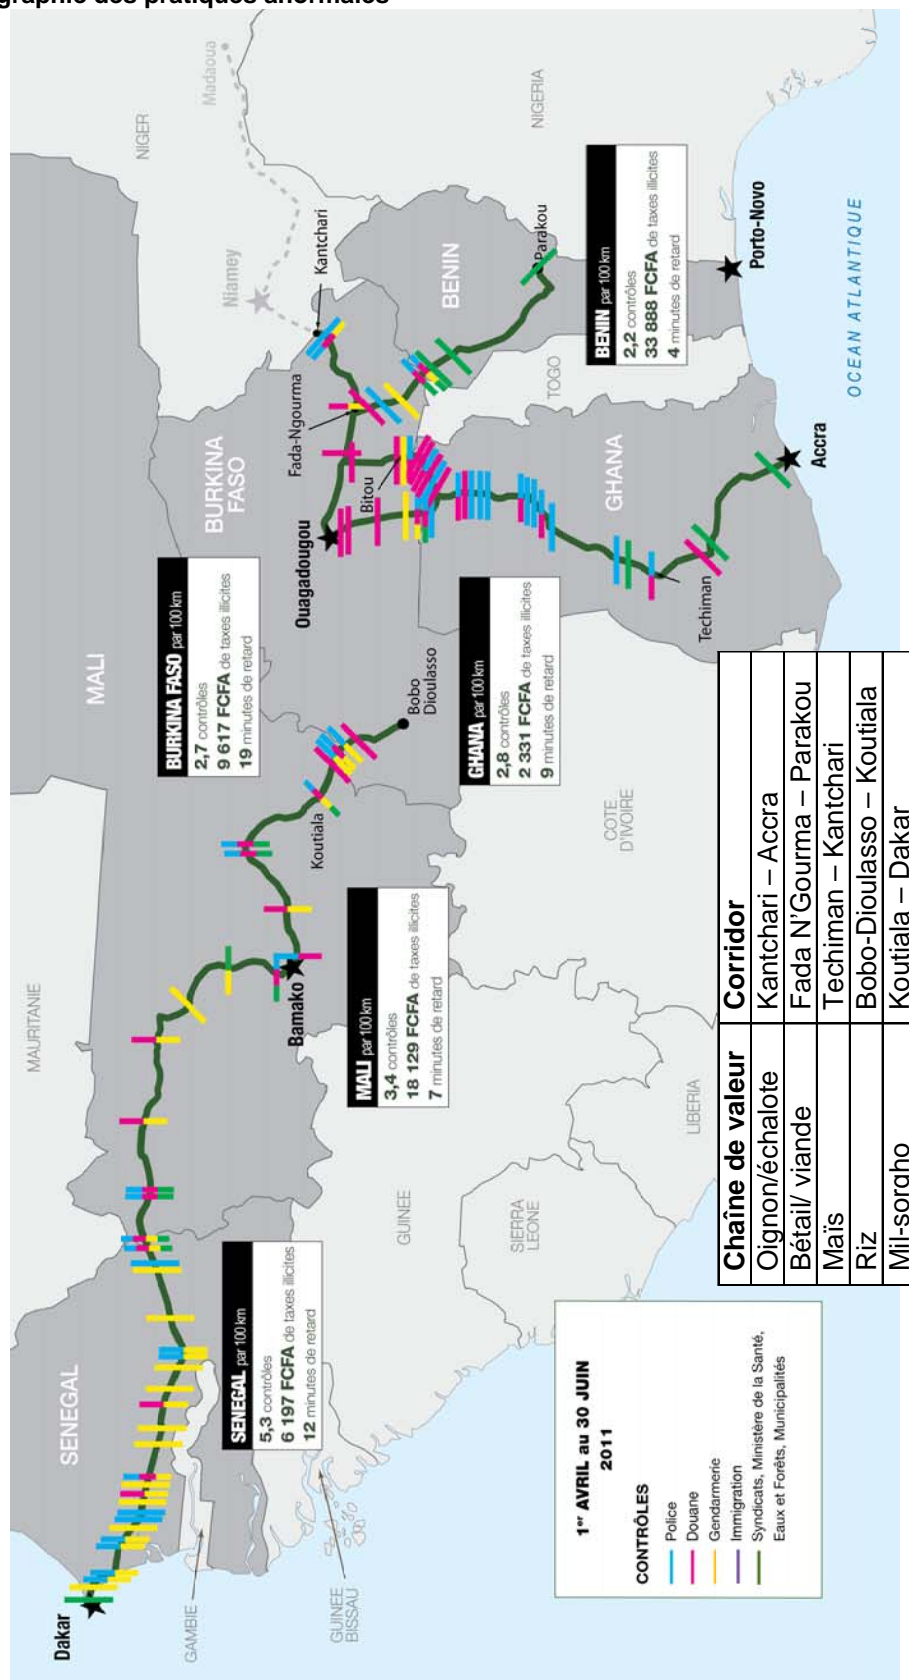 graphie des pratiques anormales
MAURITANIE
MALI
NIGER
Madaoua
Niamey
NIGERIA
Kantchari
BURKINA
FASO
Fada-Ngourma
BENIN
Parakou
Bitou
Ouagadougou
TOGO
Porto-Novo
GHANA
Accra
Techiman
OCEAN ATLANTIQUE
Bobo
Dioulasso
Koutiala
COTE
D'IVOIRE
Bamako
SENEGAL
Dakar
GAMBIE
GUINEE
BISSAU
GUINEE
SIERRA
LEONE
LIBERIA
BURKINA FASO par 100 km
2,7 contrôles
9 617 FCFA de taxes illicites
19 minutes de retard
BENIN par 100 km
2,2 contrôles
33 888 FCFA de taxes illicites
4 minutes de retard
GHANA par 100 km
2,8 contrôles
2 331 FCFA de taxes illicites
9 minutes de retard
MALI par 100 km
3,4 contrôles
18 129 FCFA de taxes illicites
7 minutes de retard
SENEGAL par 100 km
5,3 contrôles
6 197 FCFA de taxes illicites
12 minutes de retard
1er AVRIL au 30 JUIN
2011
CONTRÔLES
Police
Douane
Gendarmerie
Immigration
Syndicats, Ministère de la Santé,
Eaux et Forêts, Municipalités
Chaîne de valeur Corridor
Oignon/échalote Kantchari – Accra
Bétail/ viande Fada N'Gourma – Parakou
Maïs Techiman – Kantchari
Riz Bobo-Dioulasso – Koutiala
Mil-sorgho Koutiala – Dakar